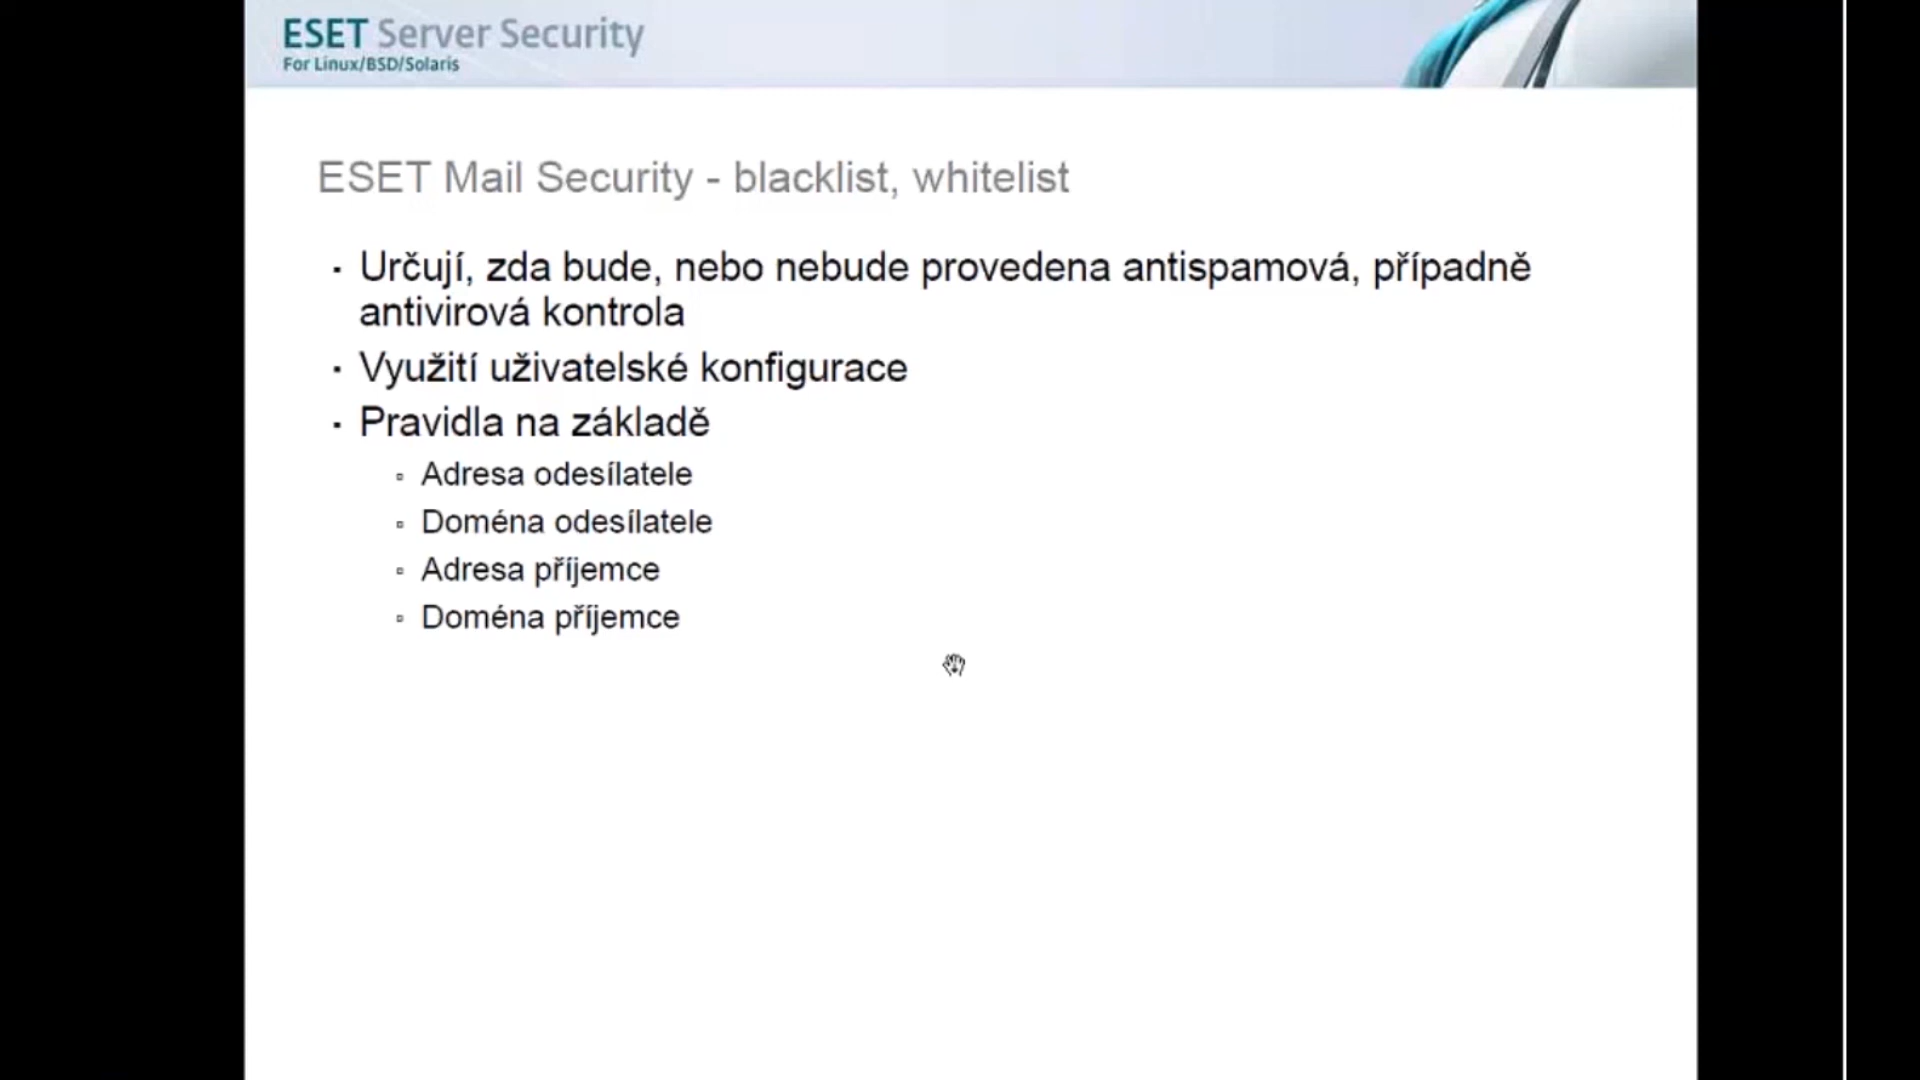 ESET Server Security
For Linux/BSD/Solaris
ESET Mail Security - blacklist, whitelist
Určují, zda bude, nebo nebude provedena antispamová, případně
antivirová kontrola
Využití uživatelské konfigurace
Pravidla na základě
Adresa odesílatele
Doména odesílatele
Adresa příjemce
Doména příjemce